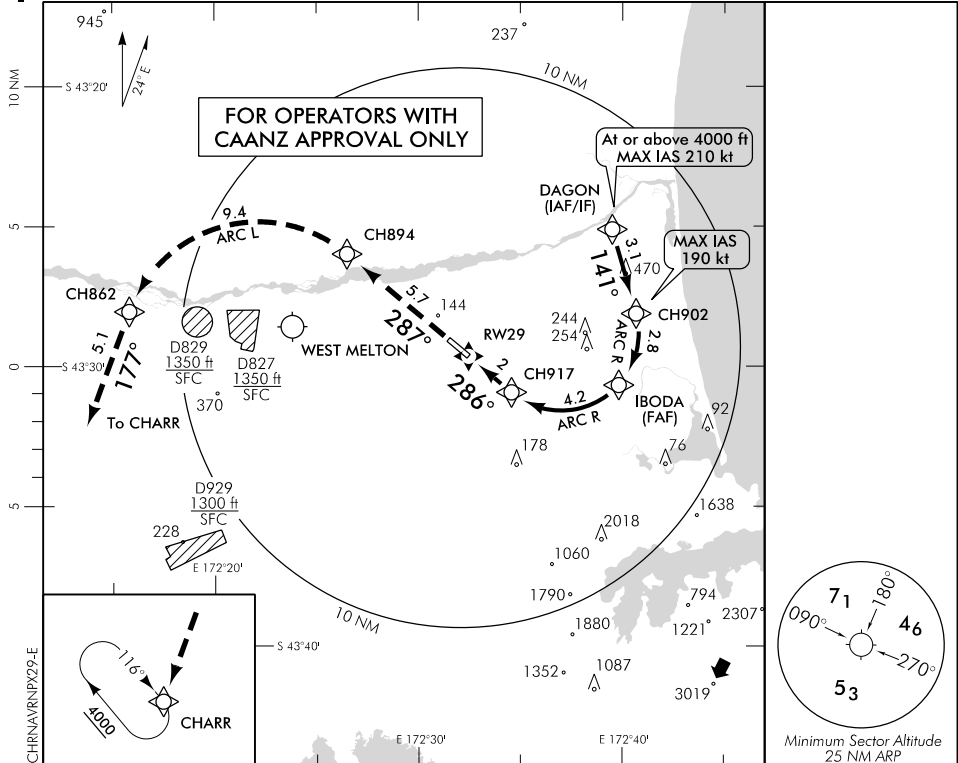 945
237
10 NM
24° E
S 43°20'
10 NM
FOR OPERATORS WITH
CAANZ APPROVAL ONLY
At or above 4000 ft
MAX IAS 210 kt
DAGON
(IAF/IF)
MAX IAS
190 kt
5
9.4
ARC L
CH894
3.1
141°
470
CH862
CH902
5.7
287°
144
244
254
ARC R
2.8
RW29
WEST MELTON
D829
1350 ft
SFC
D827
1350 ft
SFC
5.1
177°
0
S 43°30'
2
286°
CH917
4.2
ARC R
IBODA
(FAF)
370
To CHARR
92
178
76
D929
1300 ft
SFC
5
228
1638
2018
1060
E 172°20'
1790
794
2307
1221
10 NM
1880
S 43°40'
1352
1087
3019
116°
4000
CHARR
E 172°30'
E 172°40'
CHRNAVRNPX29-E
71
180°
090°
46
270°
53
Minimum Sector Altitude
25 NM ARP